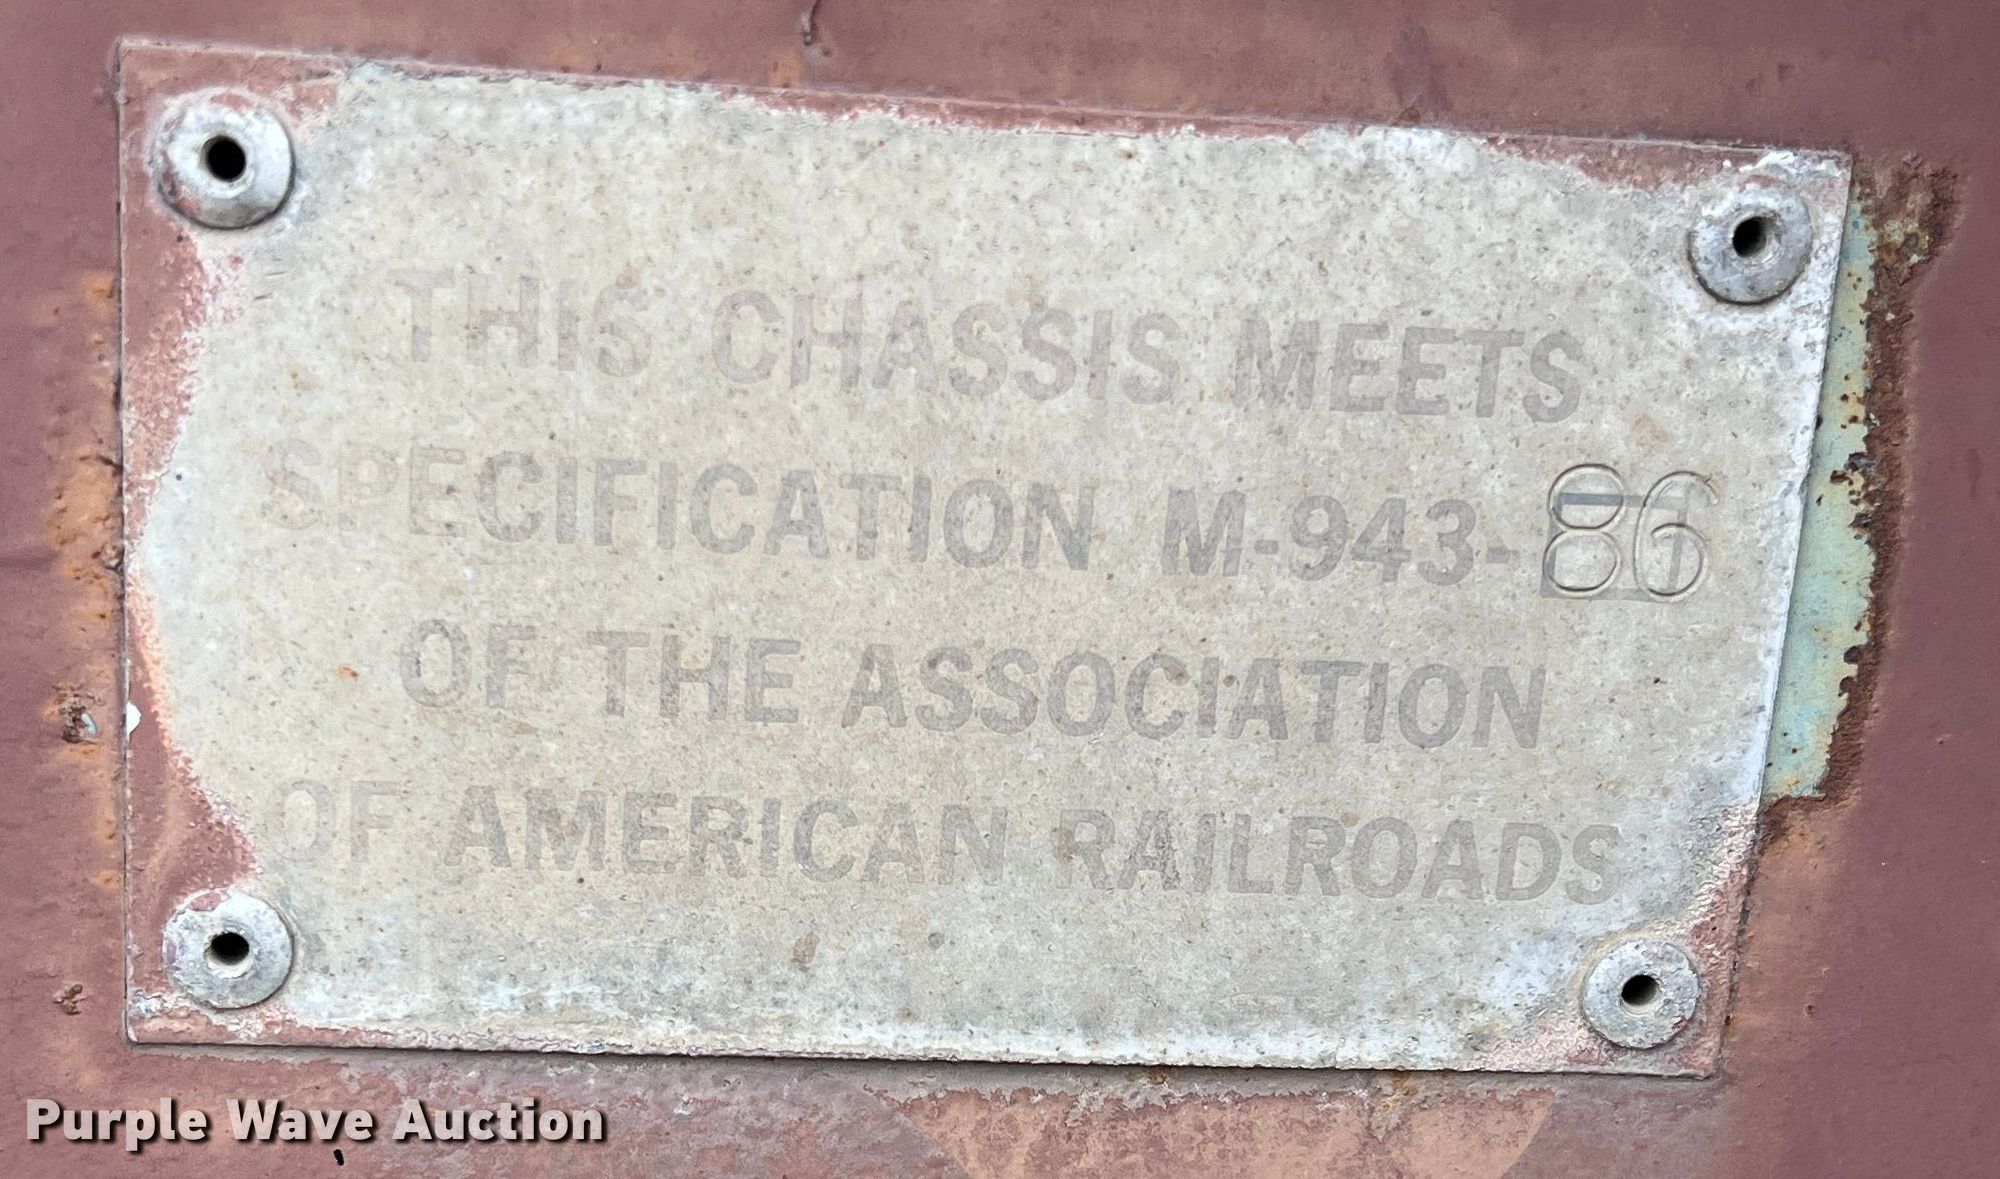 THIS CHASSIS MEETS
SPECIFICATION M-943-86
OF THE ASSOCIATION
OF AMERICAN RAILROADS
Purple Wave Auction